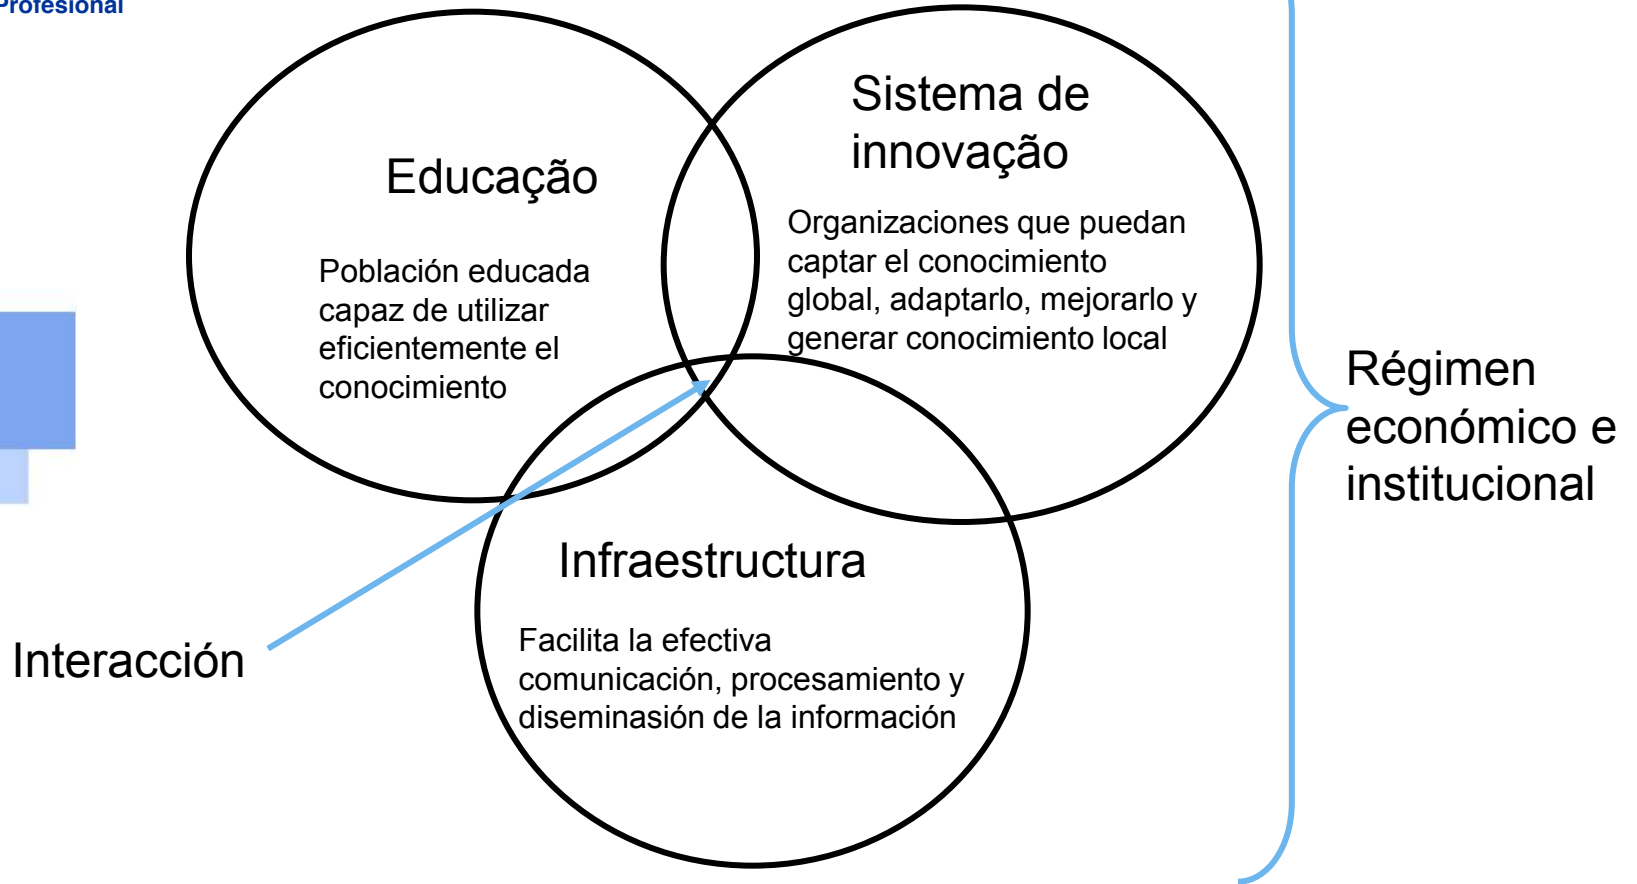 Profesional
Educação
Población educada
capaz de utilizar
eficientemente el
conocimiento
Sistema de
innovação
Organizaciones que puedan
captar el conocimiento
global, adaptarlo, mejorarlo y
generar conocimiento local
Infraestructura
Facilita la efectiva
comunicación, procesamiento y
diseminasión de la información
Interacción
Régimen
económico e
institucional